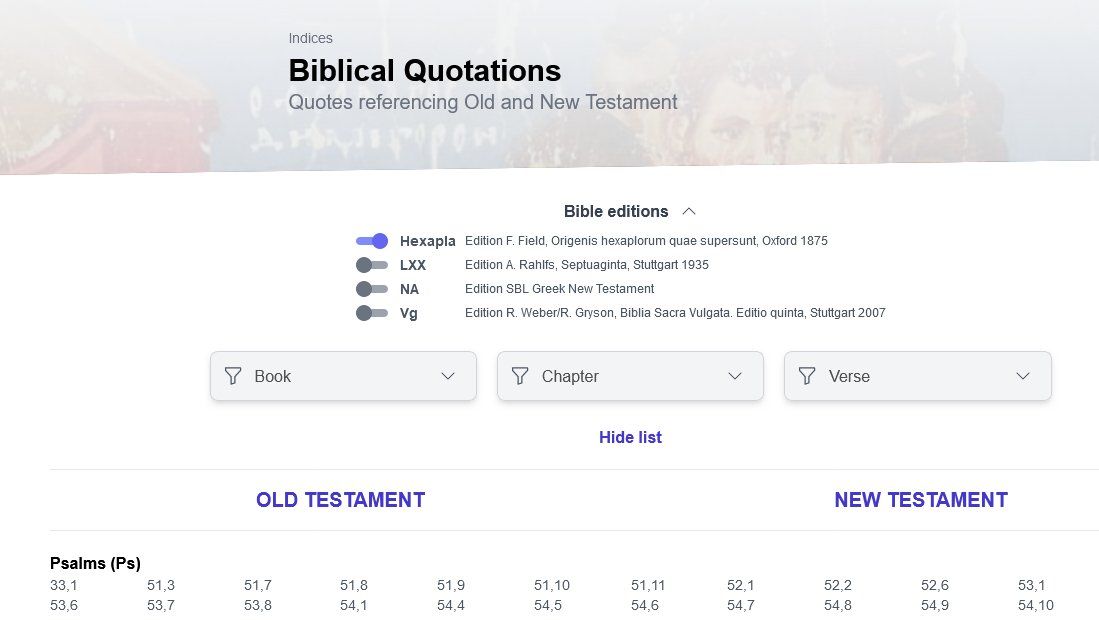 Indices
Biblical Quotations
Quotes referencing Old and New Testament
Bible editions
Hexapla Edition F. Field, Origenis hexaplorum quae supersunt, Oxford 1875
LXX Edition A. Rahlfs, Septuaginta, Stuttgart 1935
NA Edition SBL Greek New Testament
Vg Edition R. Weber/R. Gryson, Biblia Sacra Vulgata. Editio quinta, Stuttgart 2007
Book Chapter Verse
Hide list
OLD TESTAMENT NEW TESTAMENT
Psalms (Ps)
33,1 51,3 51,7 51,8 51,9 51,10 51,11 52,1 52,2 52,6 53,1
53,6 53,7 53,8 54,1 54,4 54,5 54,6 54,7 54,8 54,9 54,10